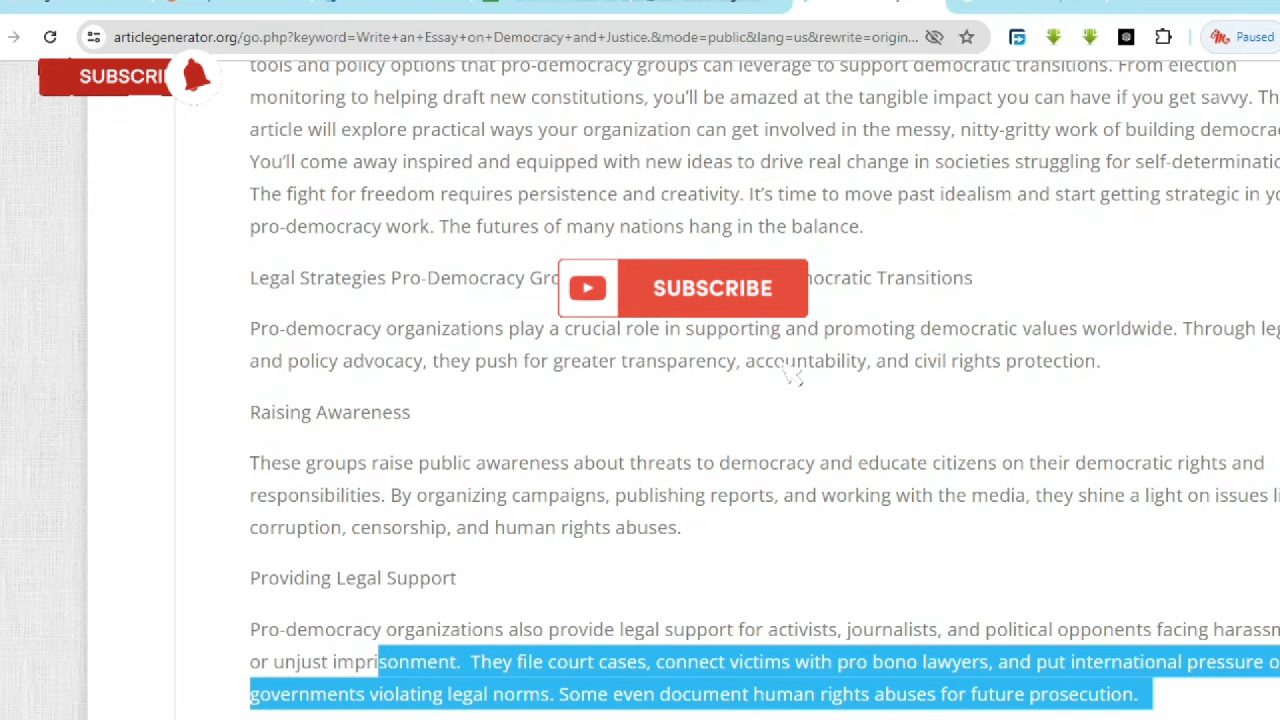 articlegenerator.org/go.php?keyword=Write+an+Essay+on+Democracy+and+Justice.&mode=public&lang=us&rewrite=origin...
Paused
SUBSCRI
tools and policy options that pro-democracy groups can leverage to support democratic transitions. From election
monitoring to helping draft new constitutions, you'll be amazed at the tangible impact you can have if you get savvy. Th
article will explore practical ways your organization can get involved in the messy, nitty-gritty work of building democra
You'll come away inspired and equipped with new ideas to drive real change in societies struggling for self-determinatio
The fight for freedom requires persistence and creativity. It's time to move past idealism and start getting strategic in yo
pro-democracy work. The futures of many nations hang in the balance.
Legal Strategies Pro-Democracy Gro
mocratic Transitions
SUBSCRIBE
Pro-democracy organizations play a crucial role in supporting and promoting democratic values worldwide. Through leg
and policy advocacy, they push for greater transparency, accountability, and civil rights protection.
Raising Awareness
These groups raise public awareness about threats to democracy and educate citizens on their democratic rights and
responsibilities. By organizing campaigns, publishing reports, and working with the media, they shine a light on issues li
corruption, censorship, and human rights abuses.
Providing Legal Support
Pro-democracy organizations also provide legal support for activists, journalists, and political opponents facing harassm
or unjust imprisonment. They file court cases, connect victims with pro bono lawyers, and put international pressure o
governments violating legal norms. Some even document human rights abuses for future prosecution.